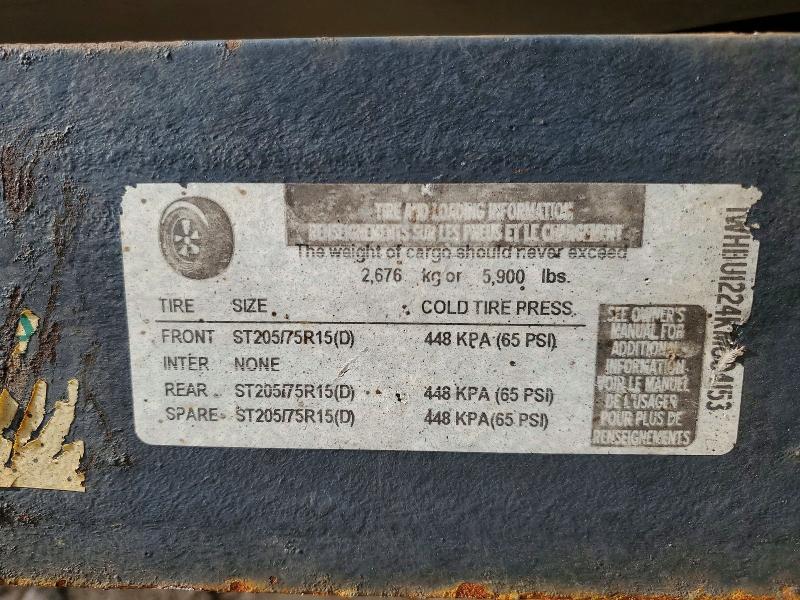 TIRE AND LOADING INFORMATION
RENSEIGNEMENTS SUR LES PNEUS ET LE CHARGEMENT
The weight of cargo should never exceed
2,676 kg or 5,900 lbs.
TIRE SIZE COLD TIRE PRESS.
FRONT ST205/75R15(D) 448 KPA (65 PSI)
INTER NONE
REAR ST205/75R15(D) 448 KPA (65 PSI)
SPARE ST205/75R15(D) 448 KPA (65 PSI)
SEE OWNER'S
MANUAL FOR
ADDITIONAL
INFORMATION
VOIR LE MANUEL
DE L'USAGER
POUR PLUS DE
RENSEIGNEMENTS